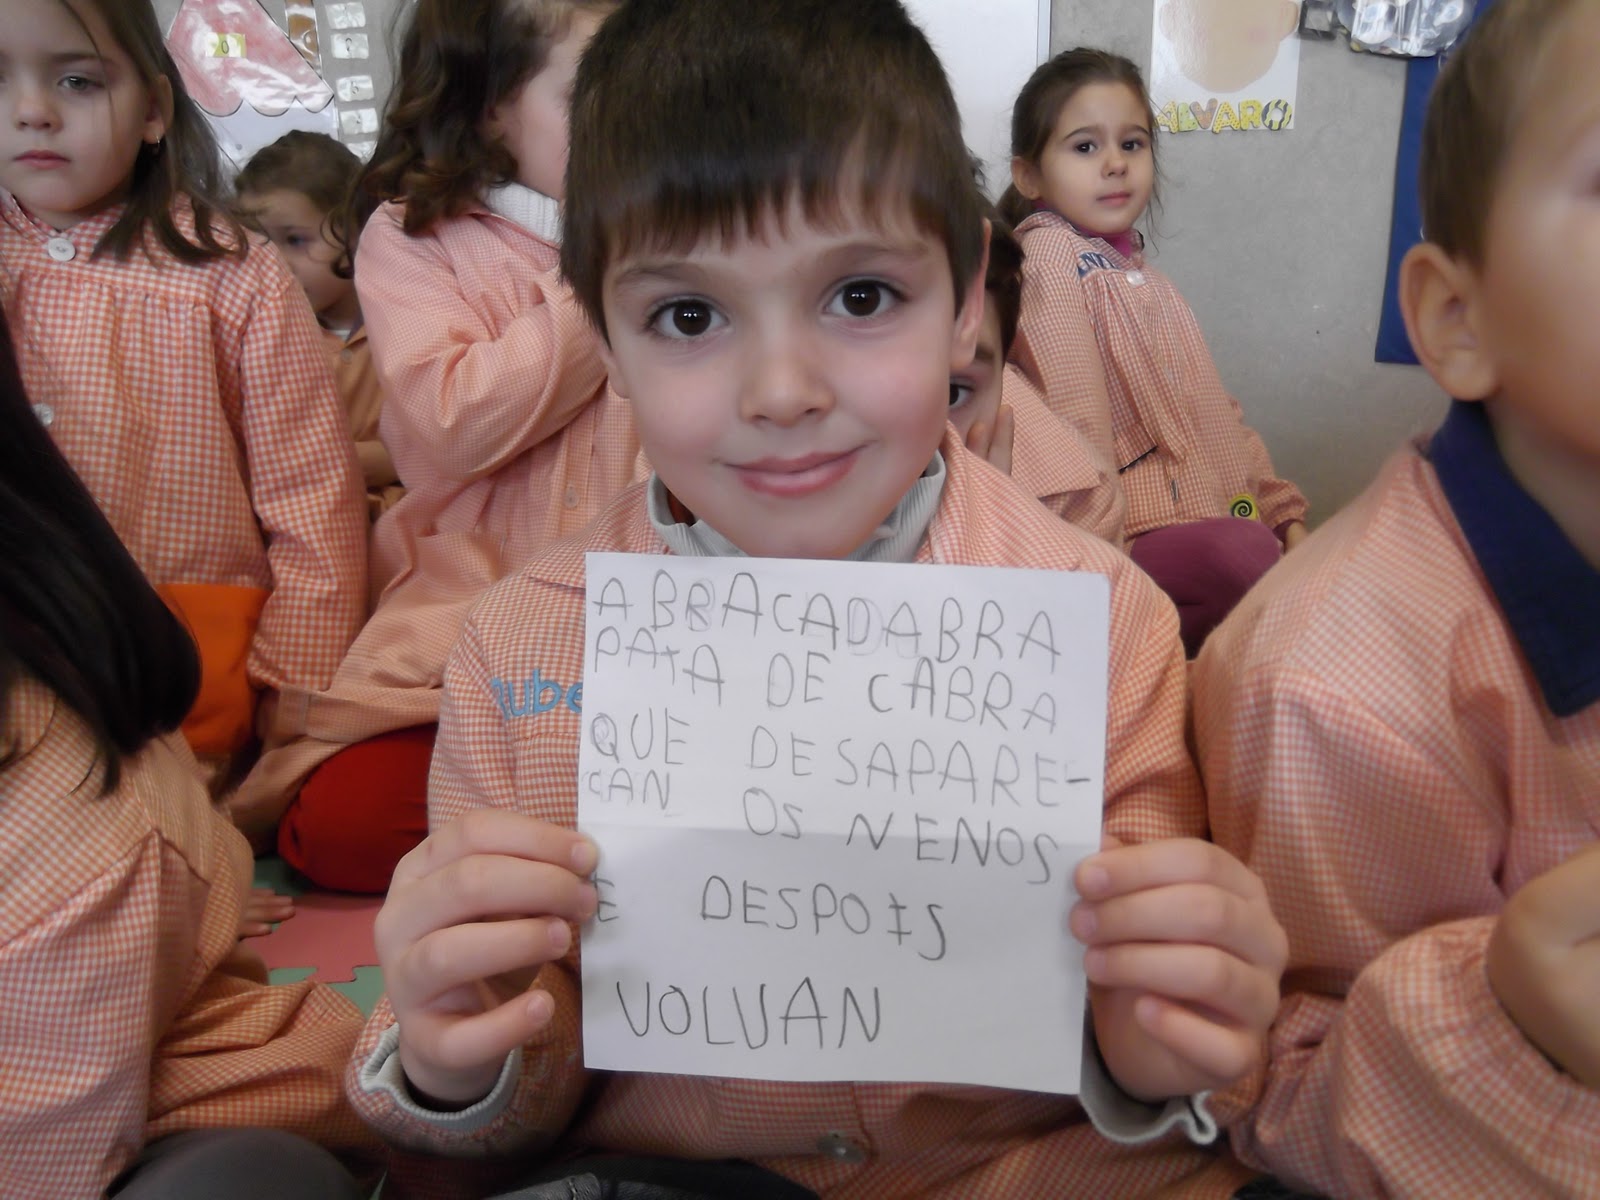 ALVARO
ABRACADABRA
PATA DE CABRA
QUE DESAPARE-
CAN OS NENOS
E DESPOIS
VOLVAN